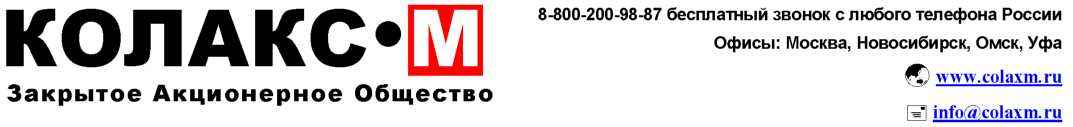 КОЛАКС•М
Закрытое Акционерное Общество
8-800-200-98-87 бесплатный звонок с любого телефона России
Офисы: Москва, Новосибирск, Омск, Уфа
www.colaxm.ru
info@colaxm.ru